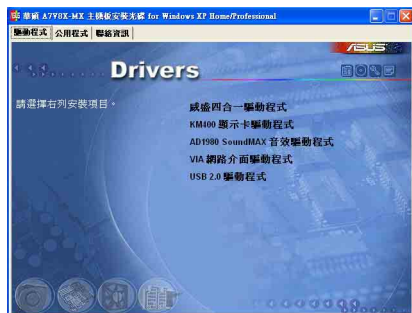 華碩 A7V8X-MX 主機板安裝光碟 for Windows XP Home/Professional
驅動程式 公用程式 聯絡資訊
ASUS
Drivers
請選擇右列安裝項目。
威盛四合一驅動程式
KM400 顯示卡驅動程式
AD1980 SoundMAX 音效驅動程式
VIA 網路介面驅動程式
USB 2.0 驅動程式